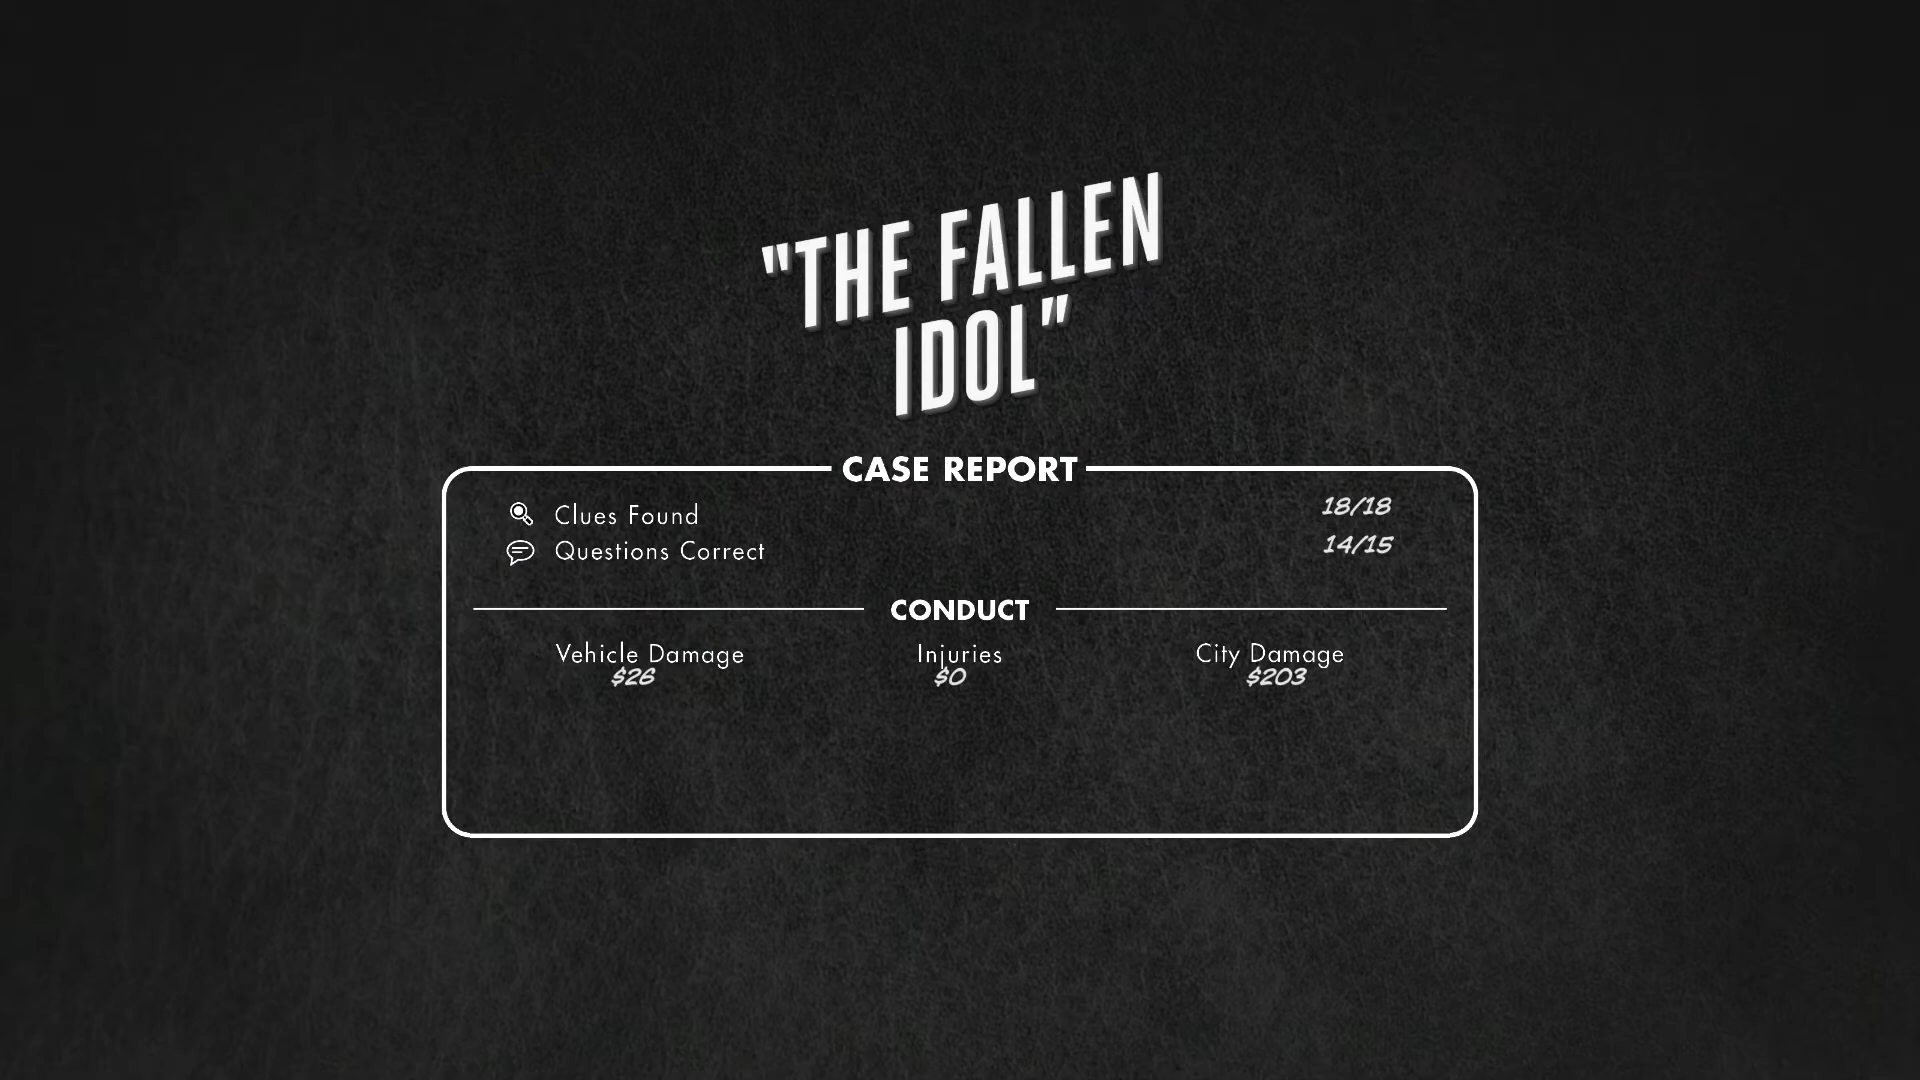 "THE FALLEN
IDOL"
CASE REPORT
Clues Found 18/18
Questions Correct 14/15
CONDUCT
Vehicle Damage Injuries City Damage
$26 $0 $203